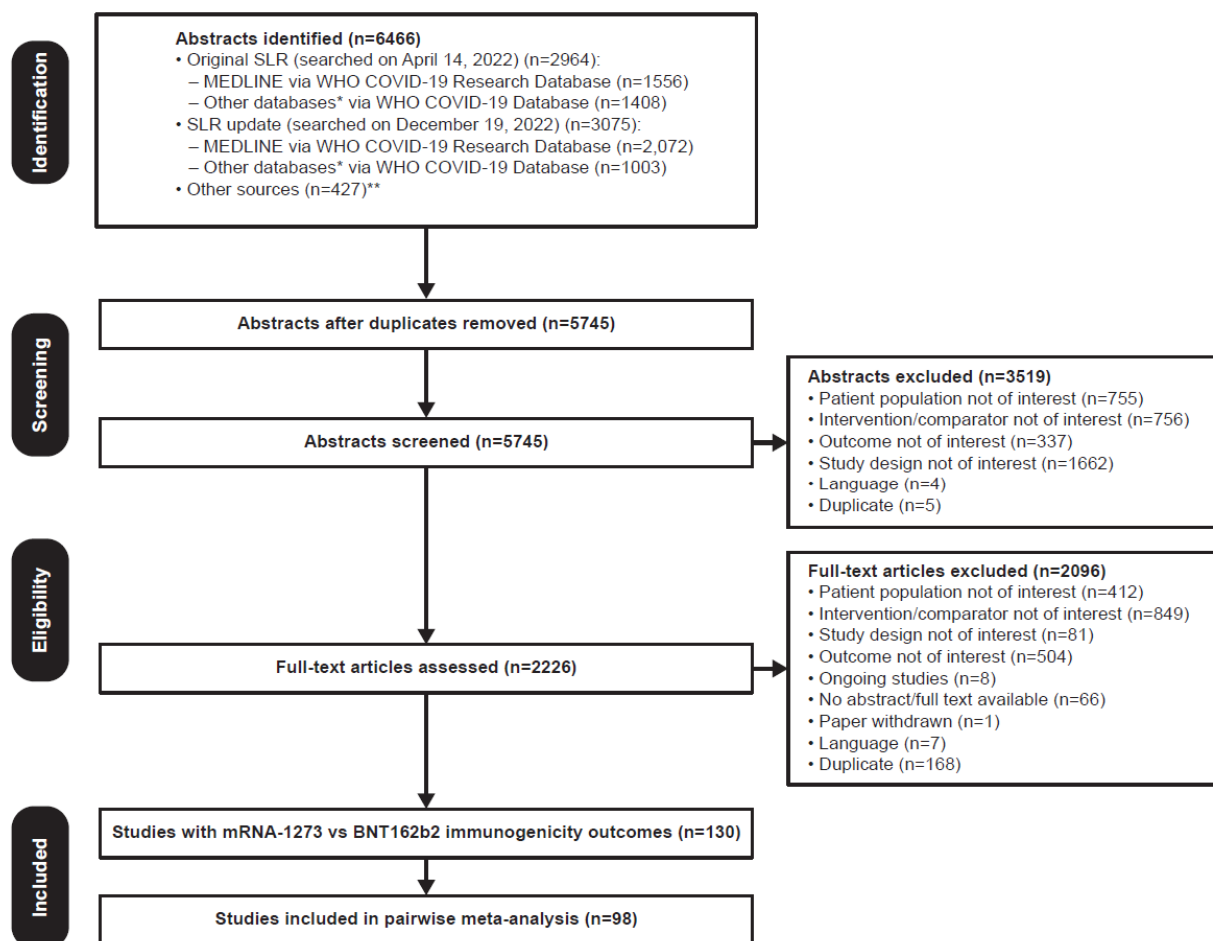 Identification
Abstracts identified (n=6466)
• Original SLR (searched on April 14, 2022) (n=2964):
– MEDLINE via WHO COVID-19 Research Database (n=1556)
– Other databases* via WHO COVID-19 Database (n=1408)
• SLR update (searched on December 19, 2022) (n=3075):
– MEDLINE via WHO COVID-19 Research Database (n=2,072)
– Other databases* via WHO COVID-19 Database (n=1003)
• Other sources (n=427)**
Screening
Abstracts after duplicates removed (n=5745)
Abstracts screened (n=5745)
Abstracts excluded (n=3519)
• Patient population not of interest (n=755)
• Intervention/comparator not of interest (n=756)
• Outcome not of interest (n=337)
• Study design not of interest (n=1662)
• Language (n=4)
• Duplicate (n=5)
Eligibility
Full-text articles assessed (n=2226)
Full-text articles excluded (n=2096)
• Patient population not of interest (n=412)
• Intervention/comparator not of interest (n=849)
• Study design not of interest (n=81)
• Outcome not of interest (n=504)
• Ongoing studies (n=8)
• No abstract/full text available (n=66)
• Paper withdrawn (n=1)
• Language (n=7)
• Duplicate (n=168)
Included
Studies with mRNA-1273 vs BNT162b2 immunogenicity outcomes (n=130)
Studies included in pairwise meta-analysis (n=98)